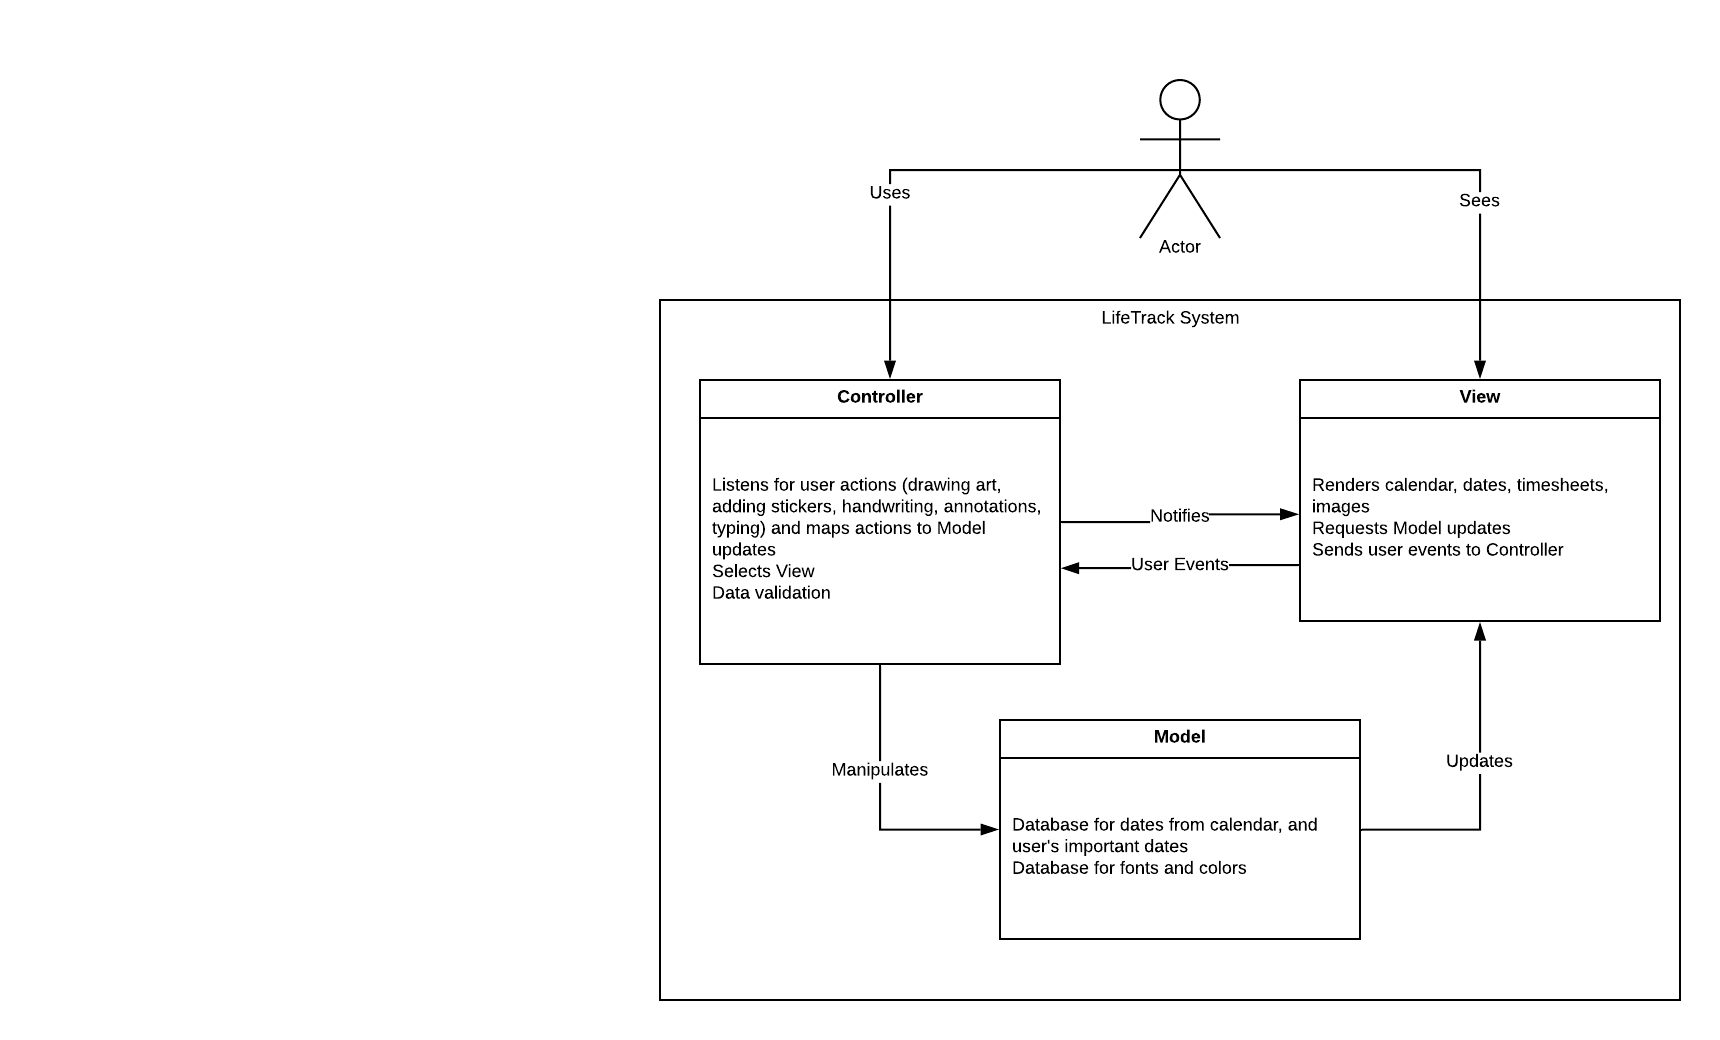 Uses
Sees
Actor
LifeTrack System
Controller
Listens for user actions (drawing art,
adding stickers, handwriting, annotations,
typing) and maps actions to Model
updates
Selects View
Data validation
Notifies
User Events
View
Renders calendar, dates, timesheets,
images
Requests Model updates
Sends user events to Controller
Manipulates
Model
Database for dates from calendar, and
user's important dates
Database for fonts and colors
Updates